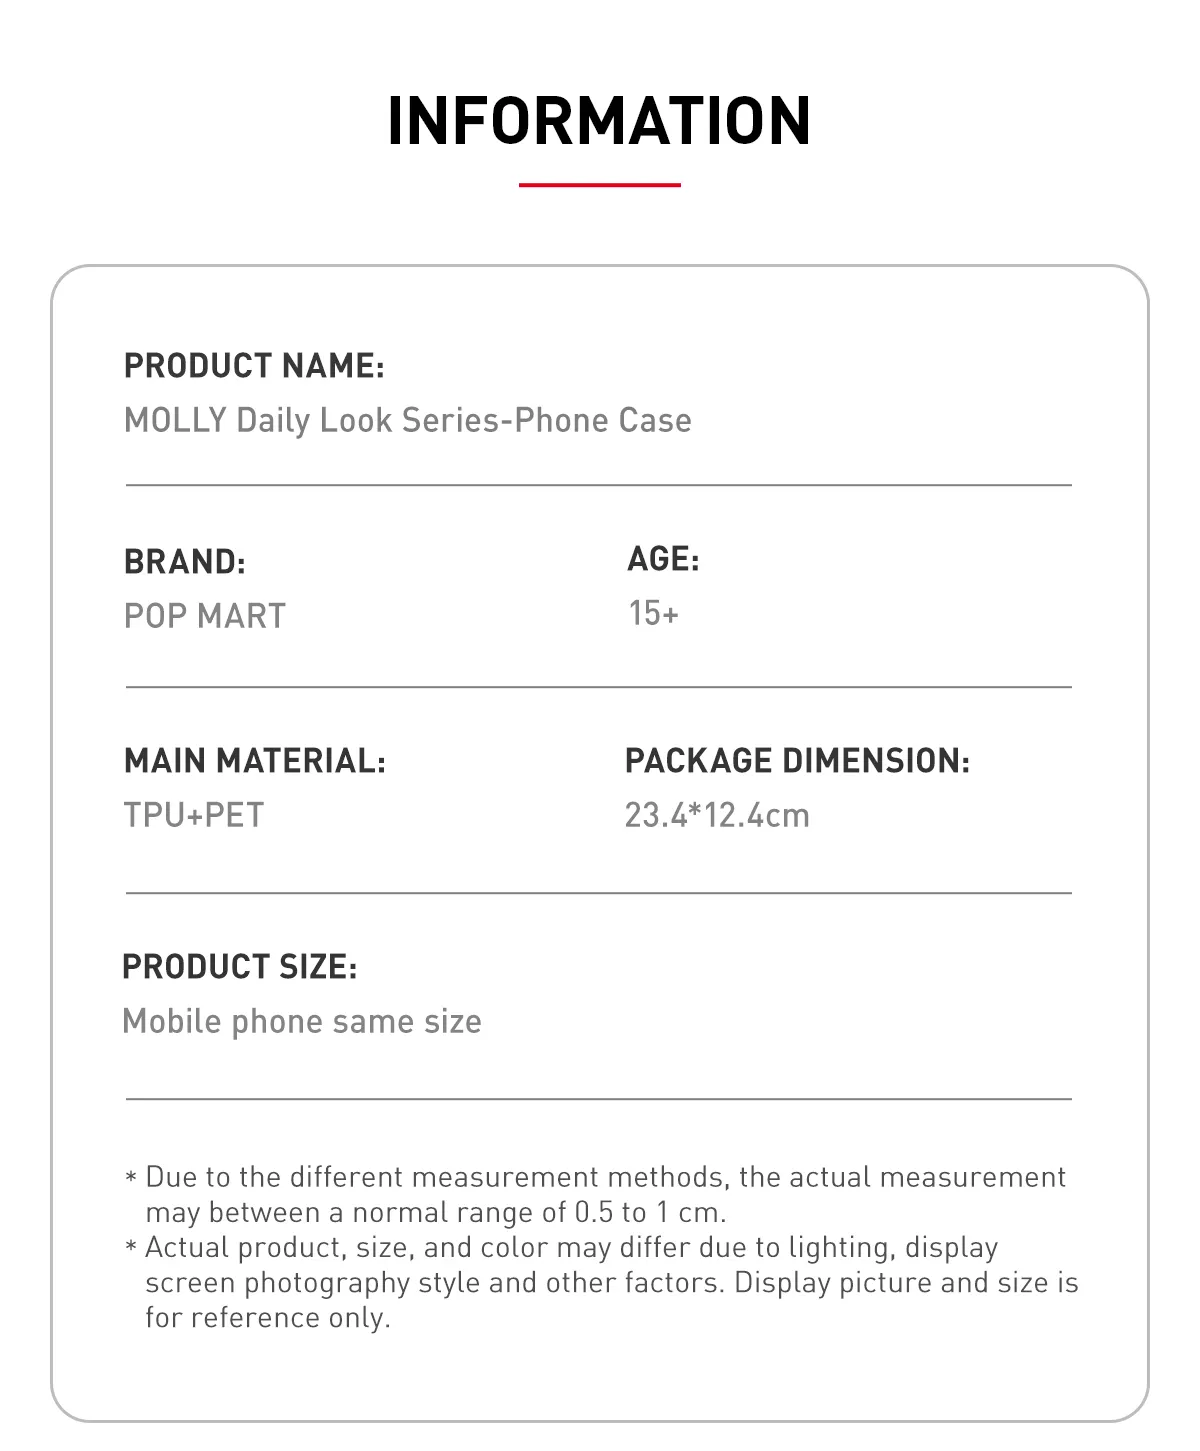 INFORMATION
PRODUCT NAME:
MOLLY Daily Look Series-Phone Case
BRAND:
POP MART
AGE:
15+
MAIN MATERIAL:
TPU+PET
PACKAGE DIMENSION:
23.4*12.4cm
PRODUCT SIZE:
Mobile phone same size
* Due to the different measurement methods, the actual measurement
may between a normal range of 0.5 to 1 cm.
* Actual product, size, and color may differ due to lighting, display
screen photography style and other factors. Display picture and size is
for reference only.